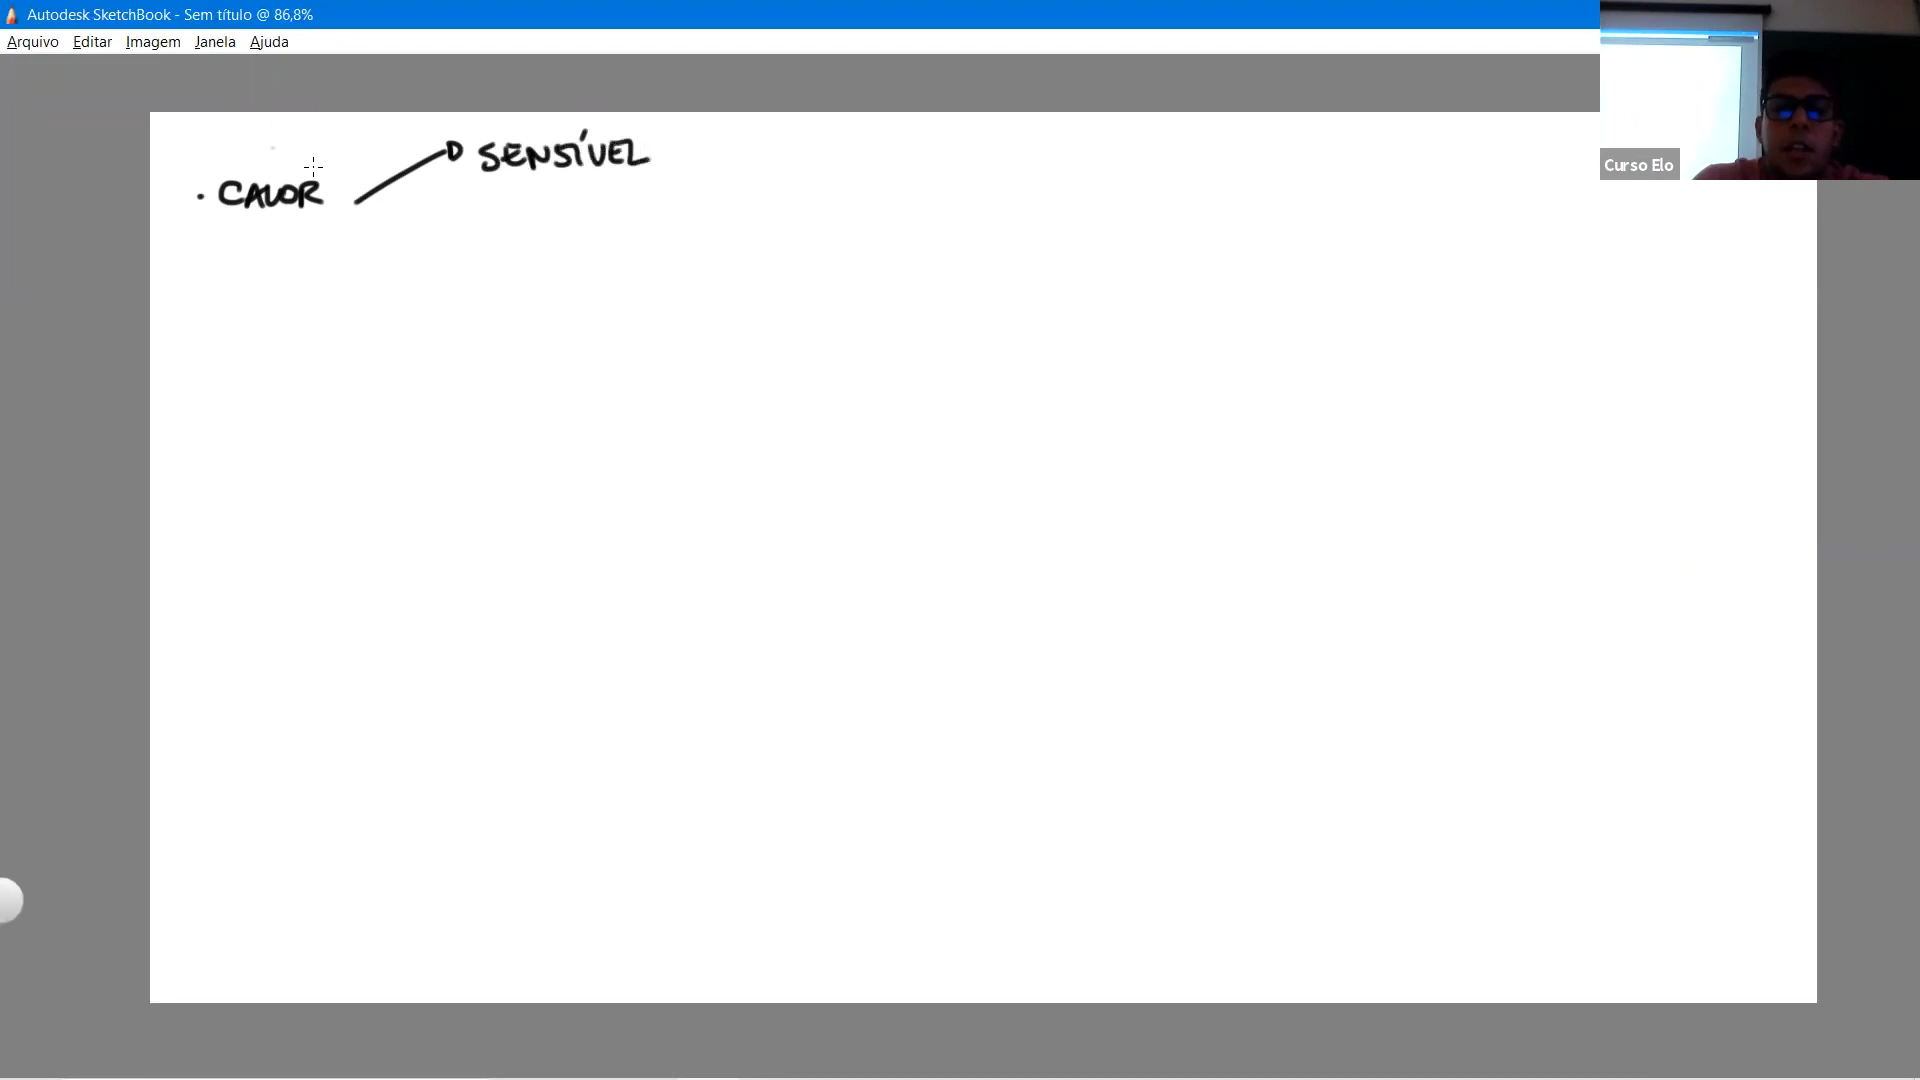 Autodesk SketchBook - Sem título @ 86,8%
Arquivo Editar Imagem Janela Ajuda
SENSÍVEL
. CALOR
Curso Elo